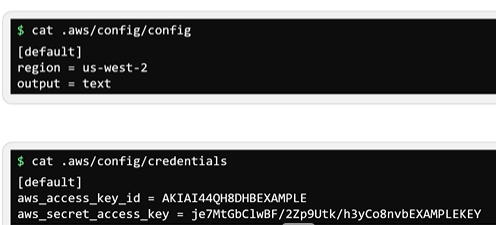 $ cat .aws/config/config
[default]
region = us-west-2
output = text
$ cat .aws/config/credentials
[default]
aws_access_key_id = AKIAI44QH8DHBEXAMPLE
aws_secret_access_key = je7MtGbClwBF/2Zp9Utk/h3yCo8nvbEXAMPLEKEY